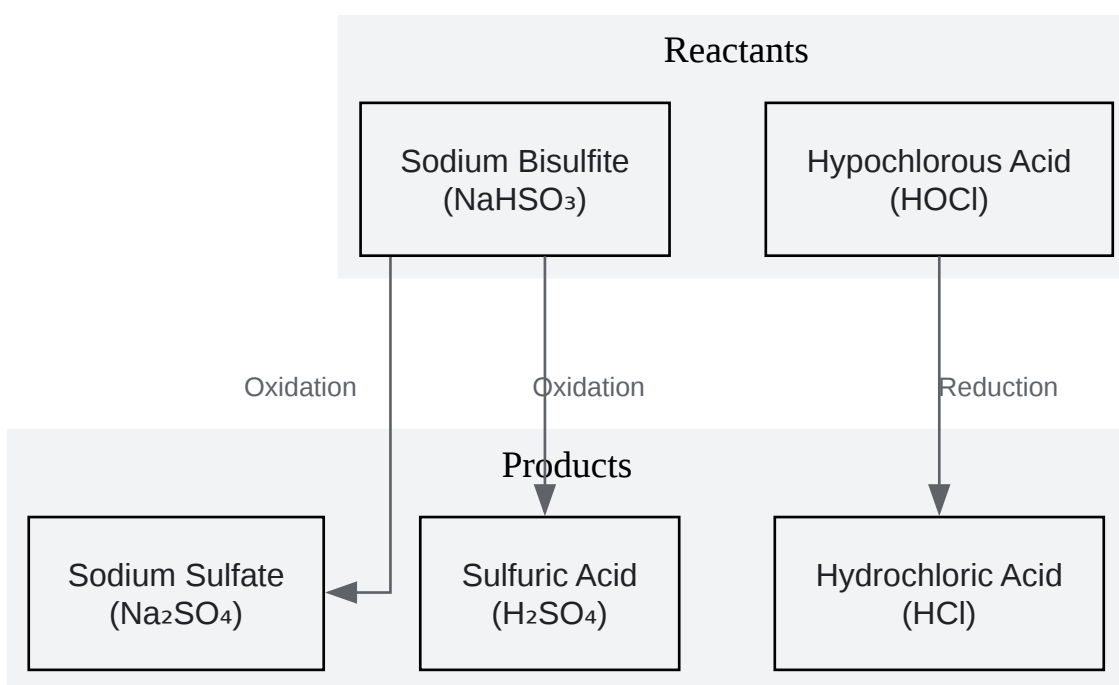 Reactants
Sodium Bisulfite
(NaHSO₃)
Hypochlorous Acid
(HOCl)
Oxidation
Oxidation
Reduction
Products
Sodium Sulfate
(Na₂SO₄)
Sulfuric Acid
(H₂SO₄)
Hydrochloric Acid
(HCl)